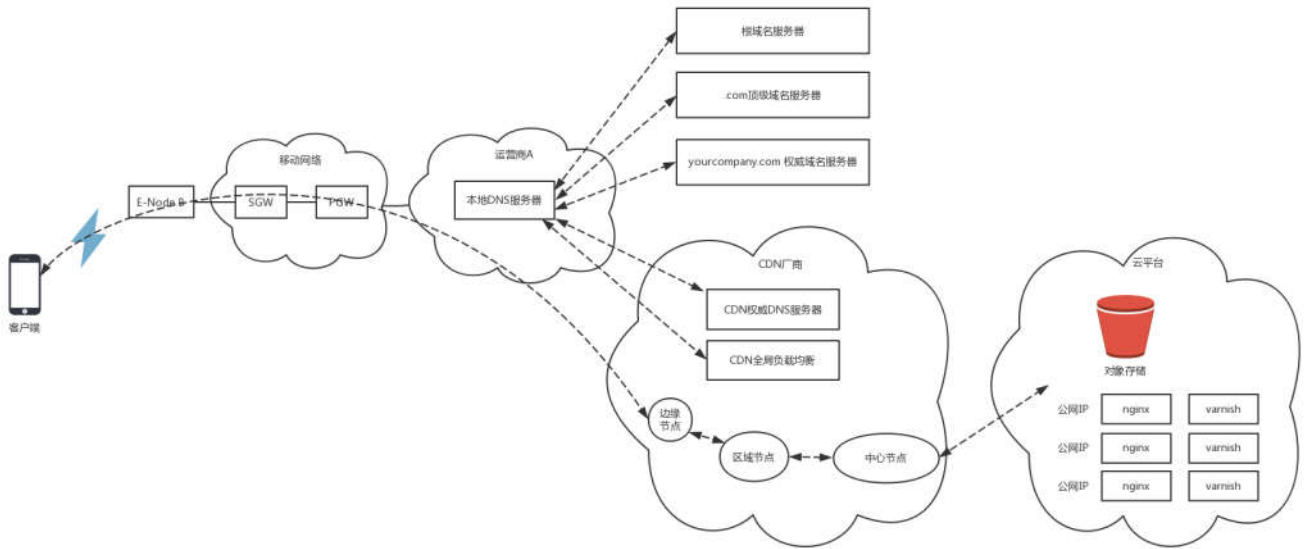 根域名服务器
.com顶级域名服务器
yourcompany.com 权威域名服务器
移动网络
运营商A
E-Node B
SGW
PGW
本地DNS服务器
客户端
CDN厂商
CDN权威DNS服务器
CDN全局负载均衡
边缘
节点
区域节点
中心节点
云平台
对象存储
公网IP
nginx
varnish
公网IP
nginx
varnish
公网IP
nginx
varnish